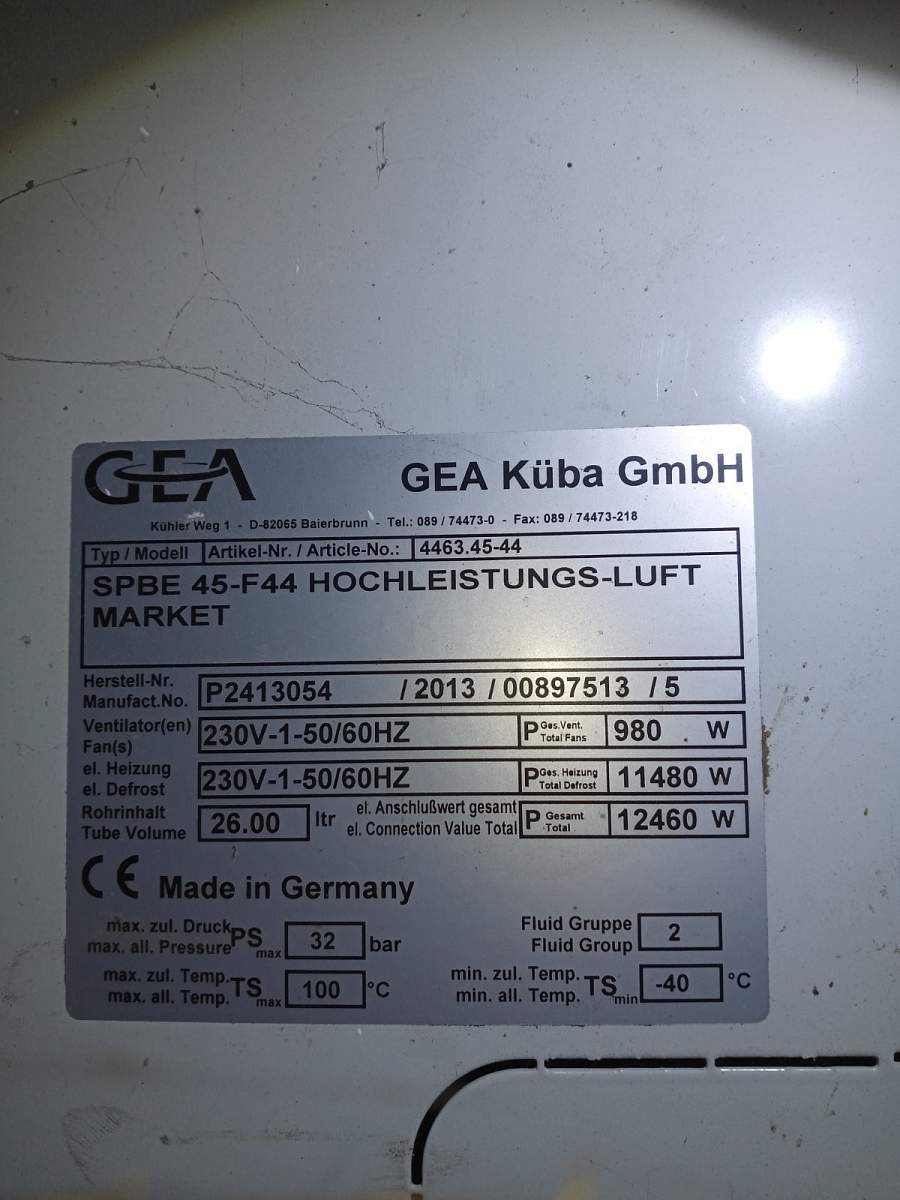 GEA GEA Küba GmbH
Kühler Weg 1 - D-82065 Baierbrunn - Tel.: 089 / 74473-0 - Fax: 089 / 74473-218
Typ / Modell Artikel-Nr. / Article-No.: 4463.45-44
SPBE 45-F44 HOCHLEISTUNGS-LUFT
MARKET
Herstell-Nr.
Manufact.No. P2413054 / 2013 / 00897513 / 5
Ventilator(en)
Fan(s) 230V-1-50/60HZ P Ges.Vent. Total Fans 980 W
el. Heizung
el. Defrost 230V-1-50/60HZ P Ges. Heizung Total Defrost 11480 W
Rohrinhalt
Tube Volume 26.00 ltr el. Anschlußwert gesamt
el. Connection Value Total P Gesamt Total 12460 W
CE Made in Germany
max. zul. Druck
max. all. Pressure PS max 32 bar
Fluid Gruppe
Fluid Group 2
max. zul. Temp.
max. all. Temp. TS max 100 °C
min. zul. Temp.
min. all. Temp. TS min -40 °C